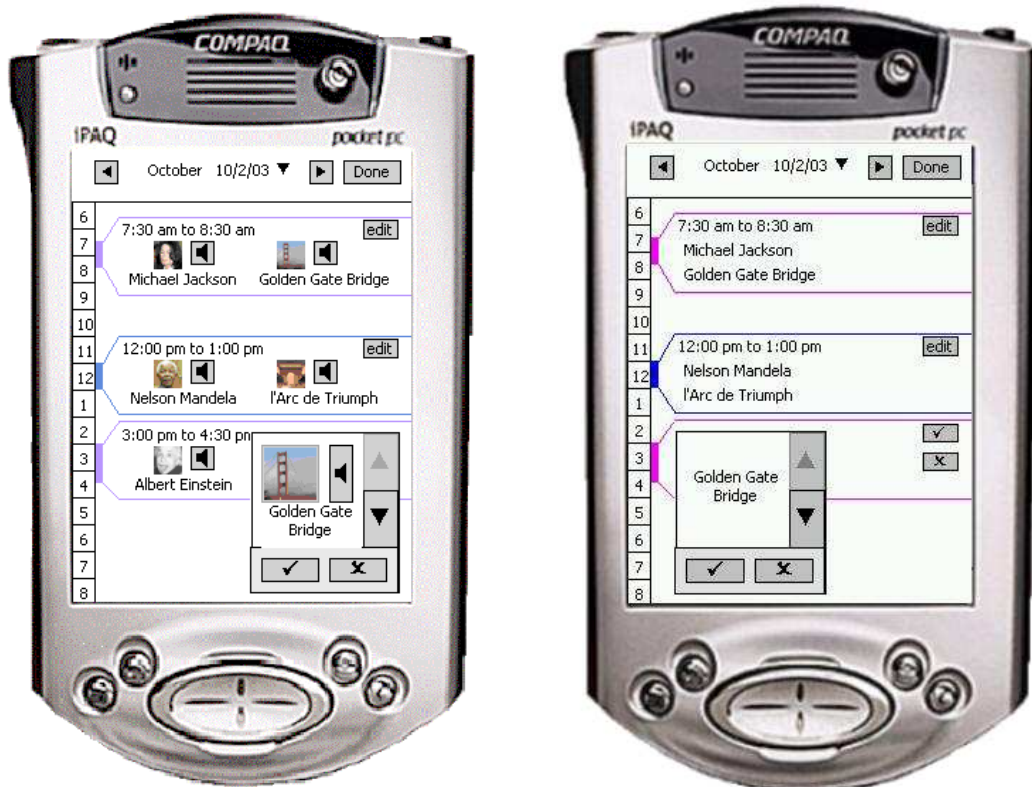 COMPAQ
iPAQ
pocket pc
October 10/2/03
Done
6
7:30 am to 8:30 am
edit
7
8
Michael Jackson
Golden Gate Bridge
9
10
11
12:00 pm to 1:00 pm
edit
12
1
Nelson Mandela
l'Arc de Triumph
2
3:00 pm to 4:30 pm
3
4
Albert Einstein
5
Golden Gate
Bridge
6
7
8
COMPAQ
iPAQ
pocket pc
October 10/2/03
Done
6
7:30 am to 8:30 am
edit
7
Michael Jackson
8
Golden Gate Bridge
9
10
11
12:00 pm to 1:00 pm
edit
12
Nelson Mandela
1
l'Arc de Triumph
2
3
4
Golden Gate
Bridge
5
6
7
8